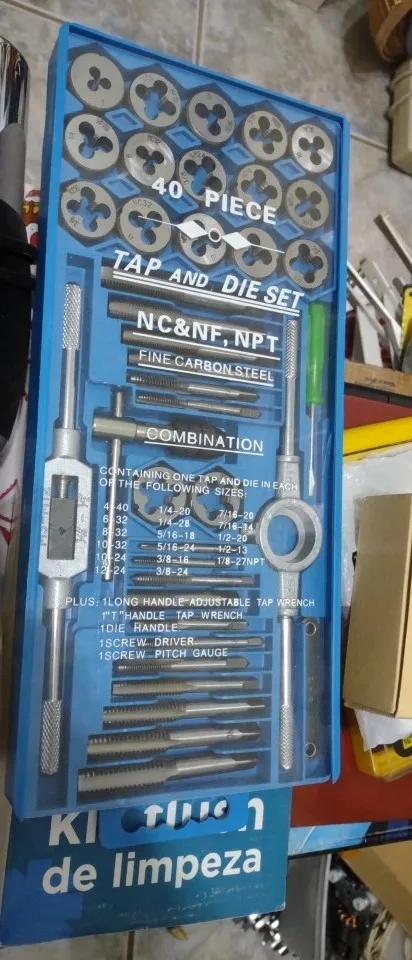 40 PIECE
TAP AND DIE SET
NC&NF, NPT
FINE CARBON STEEL
COMBINATION
CONTAINING ONE TAP AND DIE IN EACH
OF THE FOLLOWING SIZES:
4-40 1/4-20 7/16-20
6-32 1/4-28 7/16-14
8-32 5/16-18 1/2-20
10-32 5/16-24 1/2-13
10-24 3/8-16 1/8-27NPT
12-24 3/8-24
PLUS: 1LONG HANDLE ADJUSTABLE TAP WRENCH
1"T"HANDLE TAP WRENCH
1DIE HANDLE
1SCREW DRIVER
1SCREW PITCH GAUGE
de limpeza